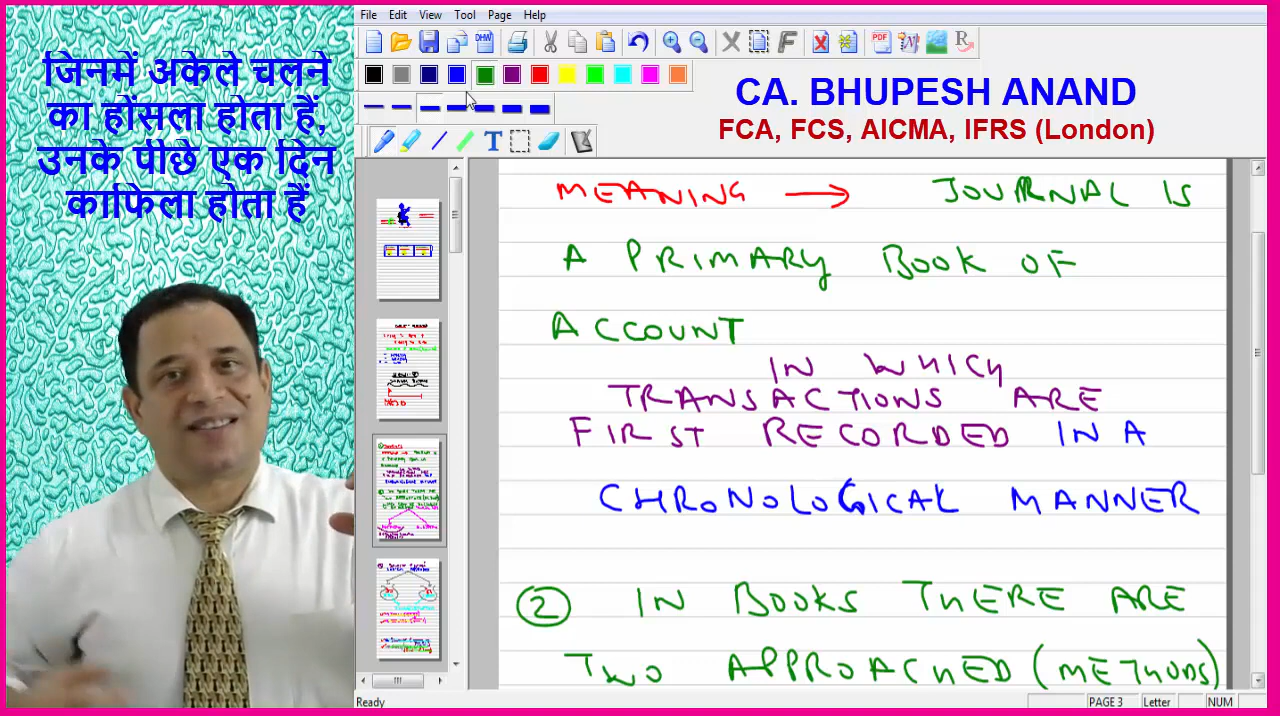 जिनमें अकेले चलने
का होंसला होता हैं,
उनके पीछे एक दिन
काफिला होता हैं
File Edit View Tool Page Help
DHW PDF
CA. BHUPESH ANAND
FCA, FCS, AICMA, IFRS (London)
MEANING → JOURNAL IS
A PRIMARY BOOK OF
ACCOUNT
IN WHICH
TRANSACTIONS ARE
FIRST RECORDED IN A
CHRONOLOGICAL MANNER
② IN BOOKS THERE ARE
TWO APPROACHED (METHODS)
Ready PAGE 3 Letter NUM